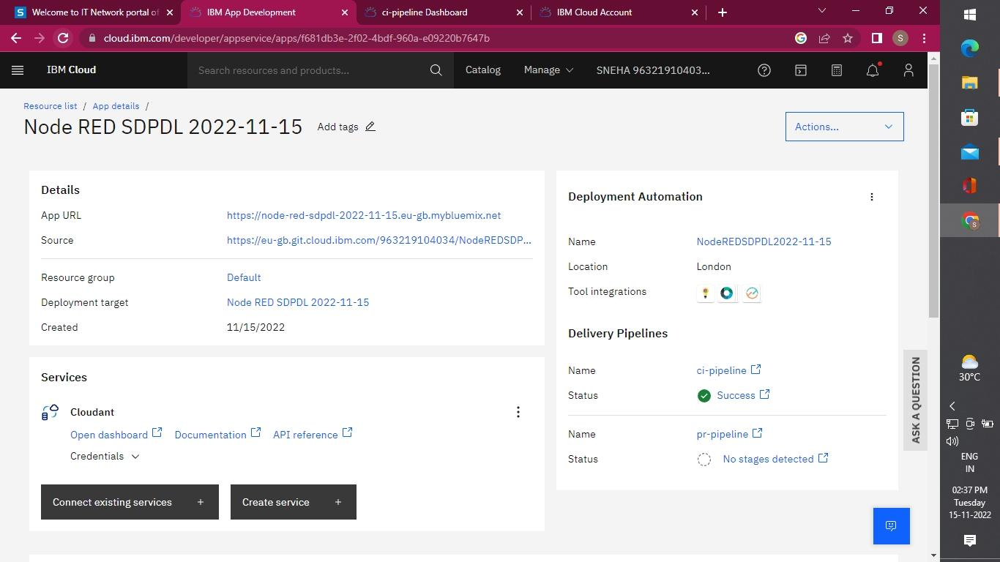 Welcome to IT Network portal of
IBM App Development
ci-pipeline Dashboard
IBM Cloud Account
cloud.ibm.com/developer/appservice/apps/f681db3e-2f02-4bdf-960a-e09220b7647b
S
IBM Cloud
Search resources and products...
Catalog
Manage
SNEHA 96321910403...
Resource list / App details /
Node RED SDPDL 2022-11-15
Add tags
Actions...
Details
App URL https://node-red-sdpdl-2022-11-15.eu-gb.mybluemix.net
Source https://eu-gb.git.cloud.ibm.com/963219104034/NodeREDSDP...
Resource group Default
Deployment target Node RED SDPDL 2022-11-15
Created 11/15/2022
Services
Cloudant
Open dashboard Documentation API reference
Credentials
Connect existing services +
Create service +
Deployment Automation
Name NodeREDSDPDL2022-11-15
Location London
Tool integrations
Delivery Pipelines
Name ci-pipeline
Status Success
Name pr-pipeline
Status No stages detected
ASK A QUESTION
30°C
ENG
IN
02:37 PM
Tuesday
15-11-2022